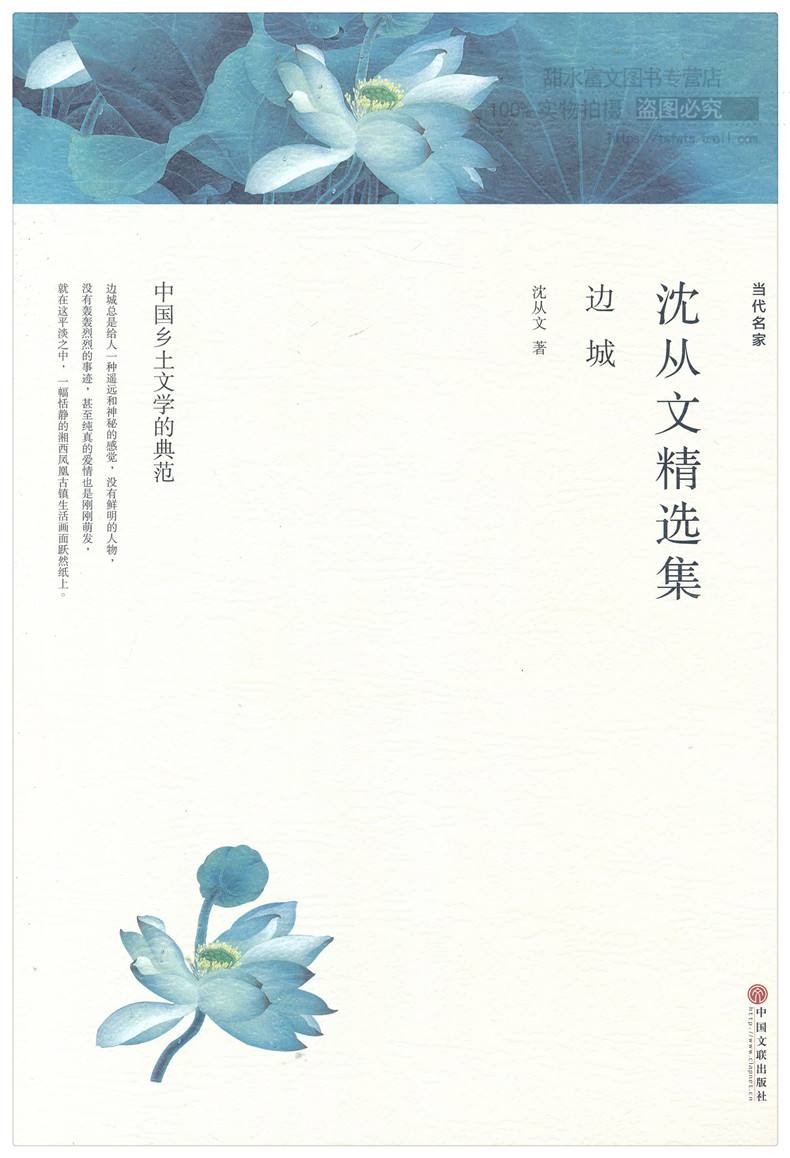 甜水富文图书专营店
100%实物拍摄 盗图必究
当代名家
沈从文精选集
边城
沈从文 著
中国乡土文学的典范
边城总是给人一种遥远和神秘的感觉，没有鲜明的人物，
没有轰轰烈烈的事迹，甚至纯真的爱情也是刚刚萌发，
就在这平淡之中，一幅恬静的湘西凤凰古镇生活画面跃然纸上。
中国文联出版社
http://www.clapnet.cn